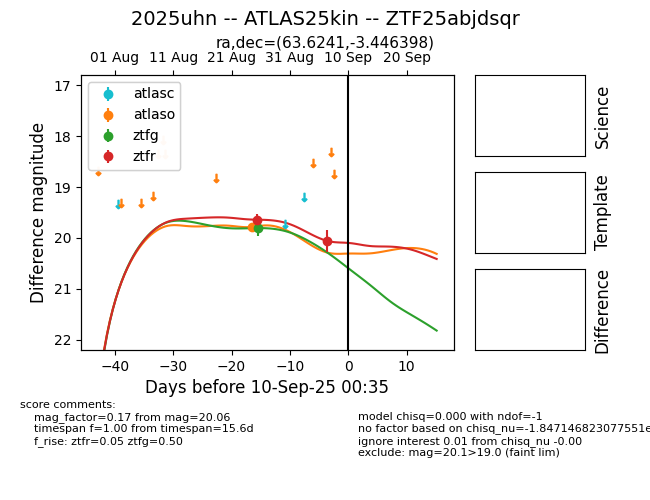 2025uhn -- ATLAS25kin -- ZTF25abjdsqr
ra,dec=(63.6241,-3.446398)
01 Aug 11 Aug 21 Aug 31 Aug 10 Sep 20 Sep
17
18
19
20
21
22
Difference magnitude
atlasc
atlaso
ztfg
ztfr
−40 −30 −20 −10 0 10
Days before 10-Sep-25 00:35
Science
Template
Difference
score comments:
mag_factor=0.17 from mag=20.06
timespan f=1.00 from timespan=15.6d
f_rise: ztfr=0.05 ztfg=0.50
model chisq=0.000 with ndof=-1
no factor based on chisq_nu=-1.847146823077551e
ignore interest 0.01 from chisq_nu -0.00
exclude: mag=20.1>19.0 (faint lim)